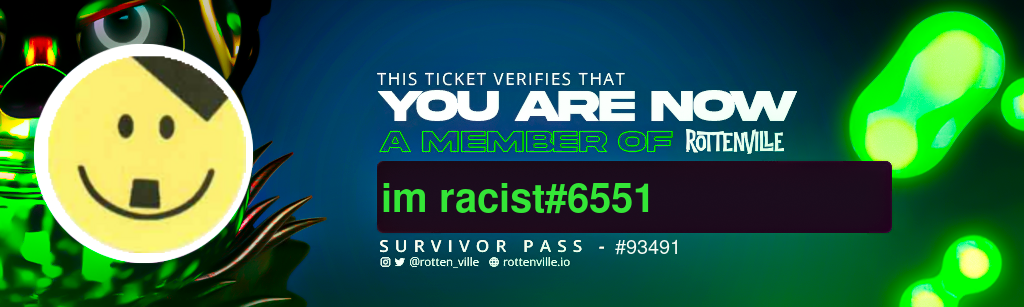 THIS TICKET VERIFIES THAT
YOU ARE NOW
A MEMBER OF ROTTENVILLE
im racist#6551
SURVIVOR PASS - #93491
@rotten_ville rottenville.io